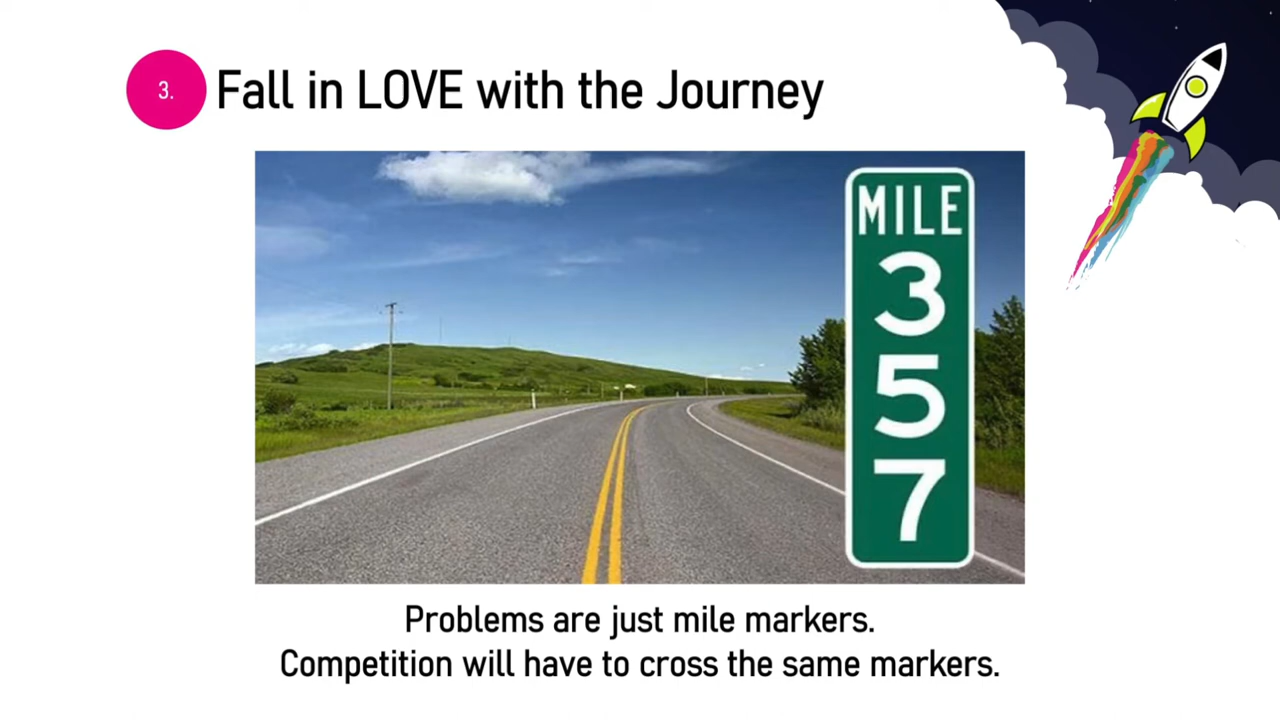 3. Fall in LOVE with the Journey
MILE
3
5
7
Problems are just mile markers.
Competition will have to cross the same markers.